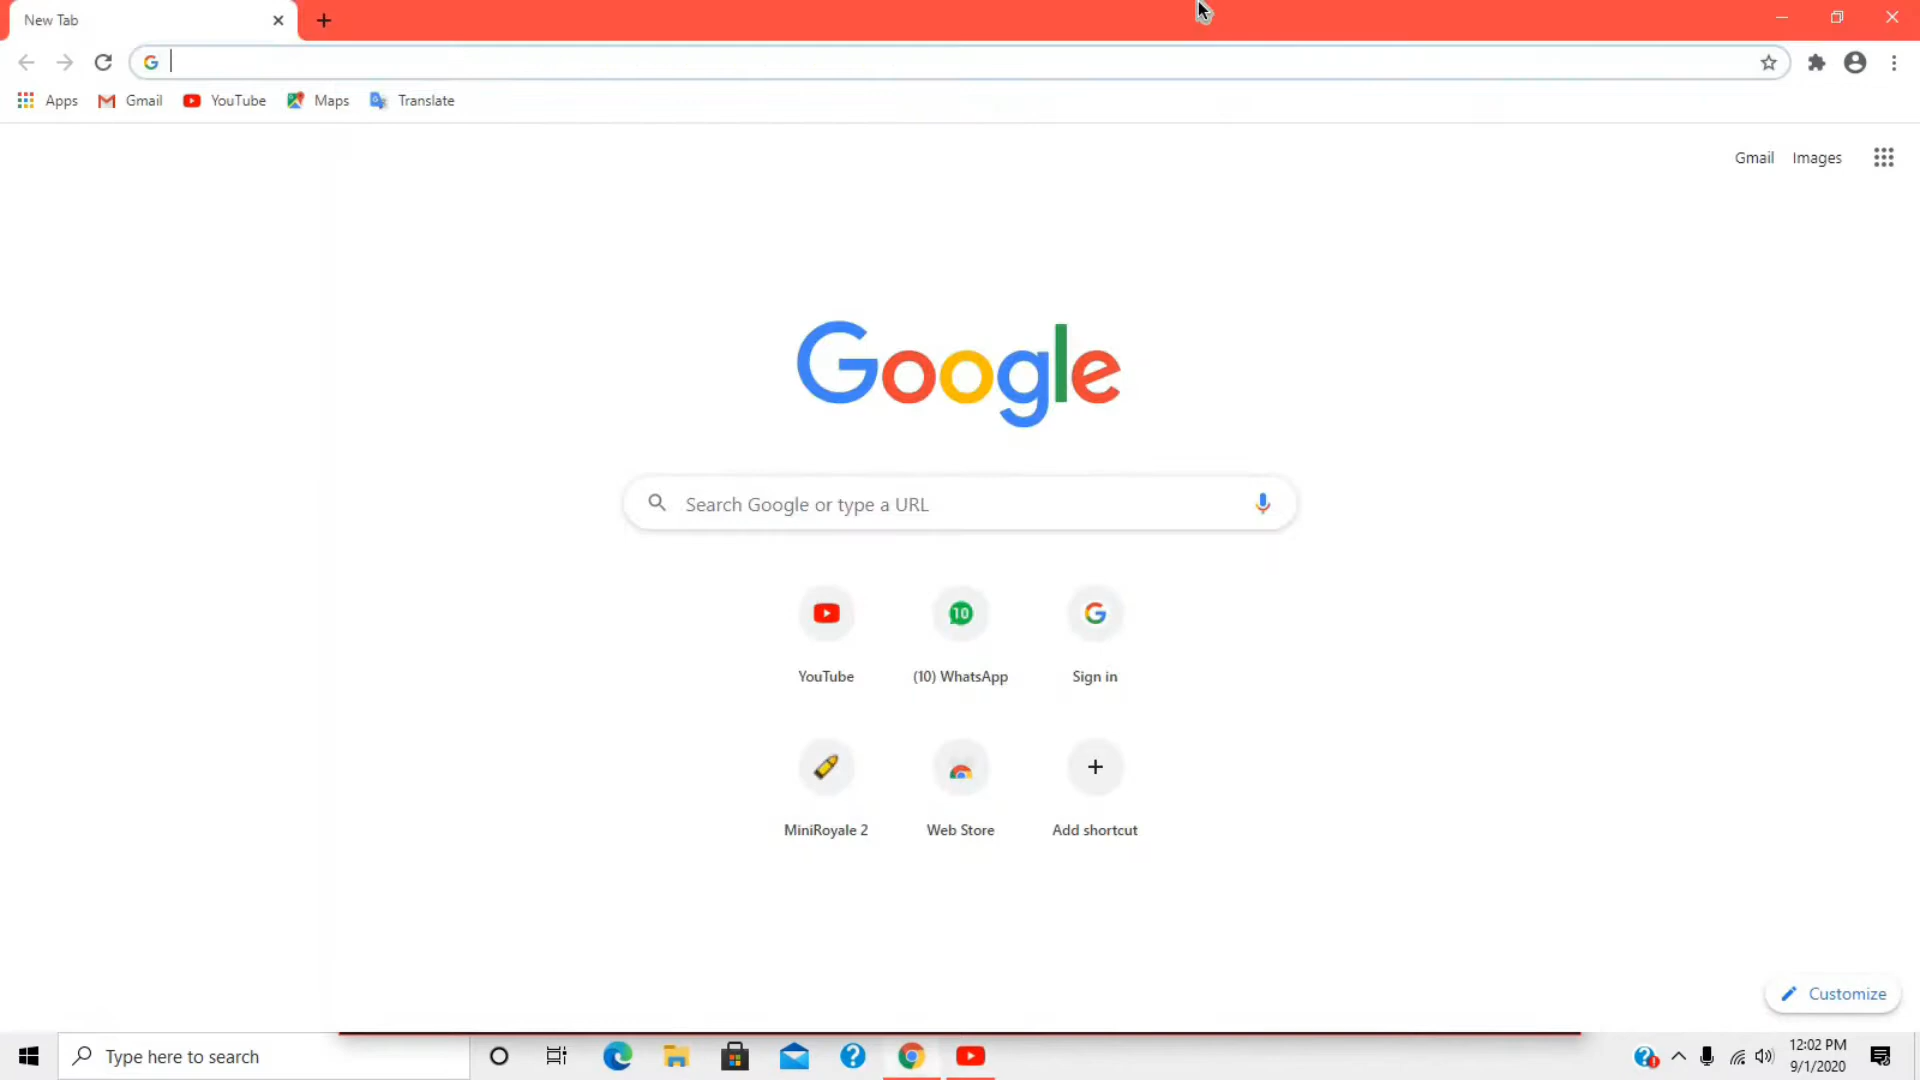 New Tab
Apps Gmail YouTube Maps Translate
Gmail Images
Google
Search Google or type a URL
10
YouTube (10) WhatsApp Sign in
MiniRoyale 2 Web Store Add shortcut
Customize
Type here to search
12:02 PM
9/1/2020